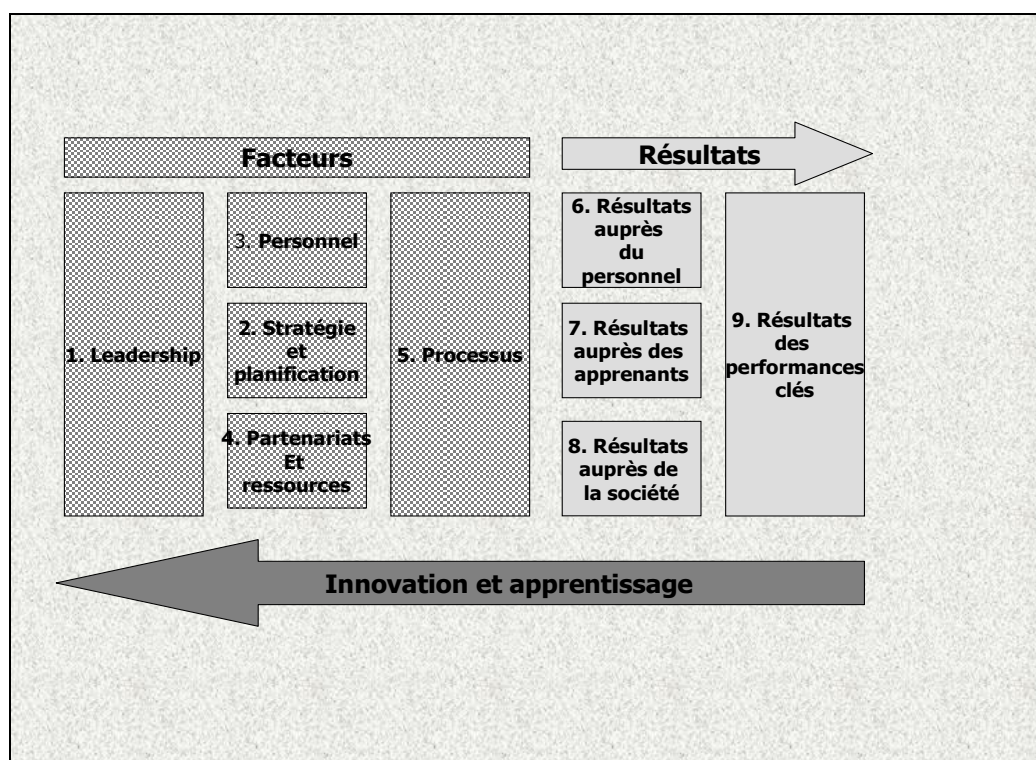 Facteurs
Résultats
1. Leadership
3. Personnel
2. Stratégie
et
planification
4. Partenariats
Et
ressources
5. Processus
6. Résultats
auprès
du
personnel
7. Résultats
auprès des
apprenants
8. Résultats
auprès de
la société
9. Résultats
des
performances
clés
Innovation et apprentissage